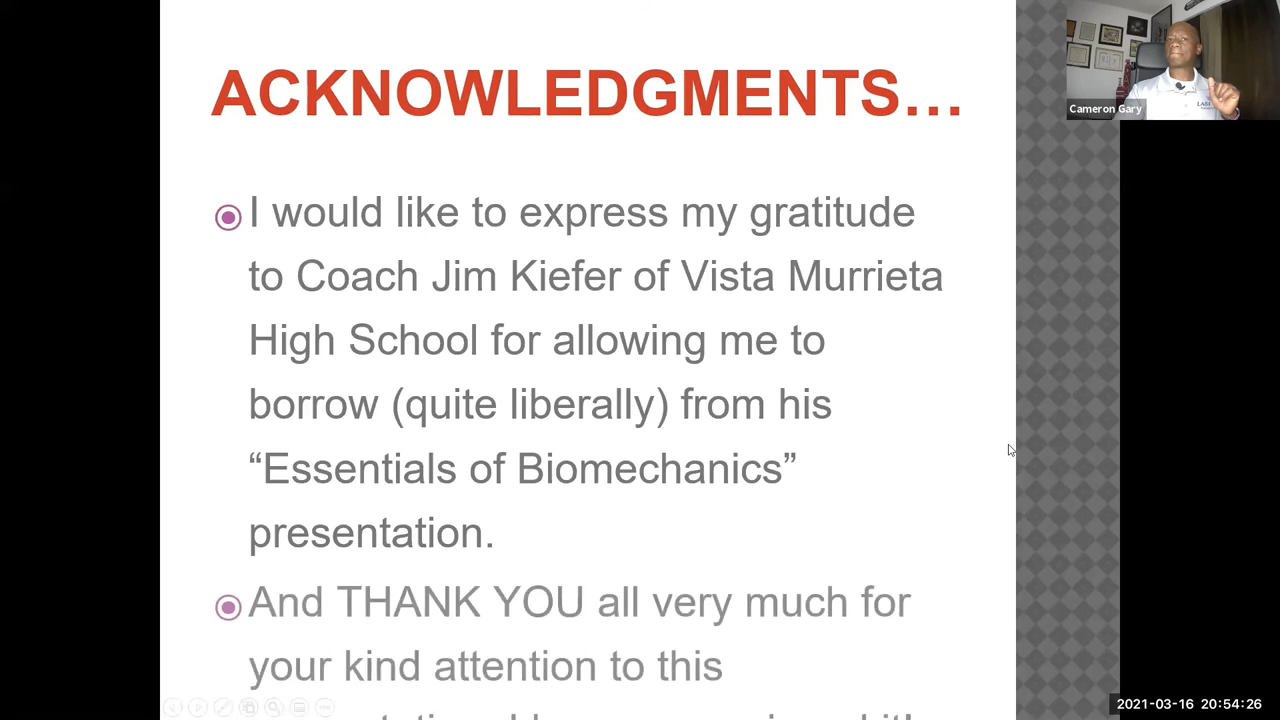 ACKNOWLEDGMENTS…
I would like to express my gratitude
to Coach Jim Kiefer of Vista Murrieta
High School for allowing me to
borrow (quite liberally) from his
“Essentials of Biomechanics”
presentation.
And THANK YOU all very much for
your kind attention to this
Cameron Gary
2021-03-16 20:54:26